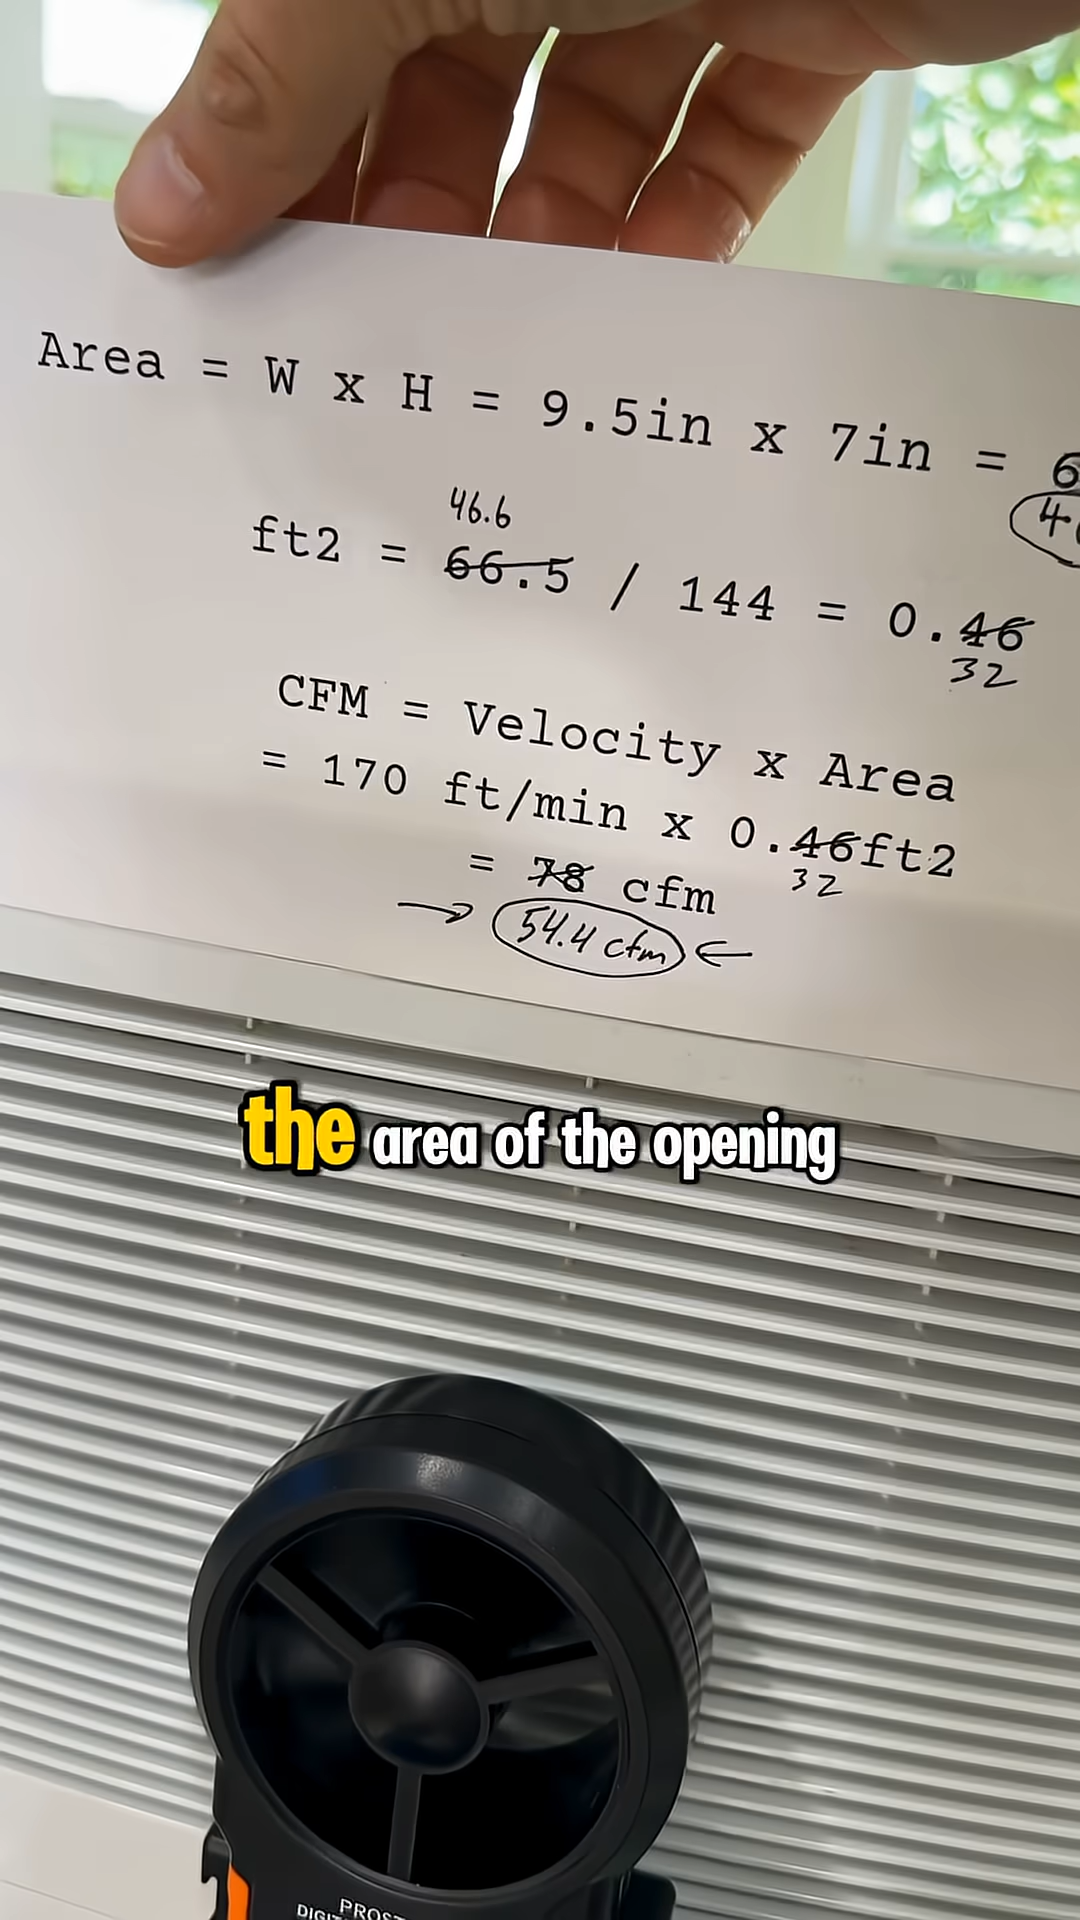 Area = W x H = 9.5in x 7in = 6
4
46.6
ft2 = 66.5 / 144 = 0.46
32
CFM = Velocity x Area
= 170 ft/min x 0.46ft2
32
= 78 cfm
→ 54.4 cfm ←
the area of the opening